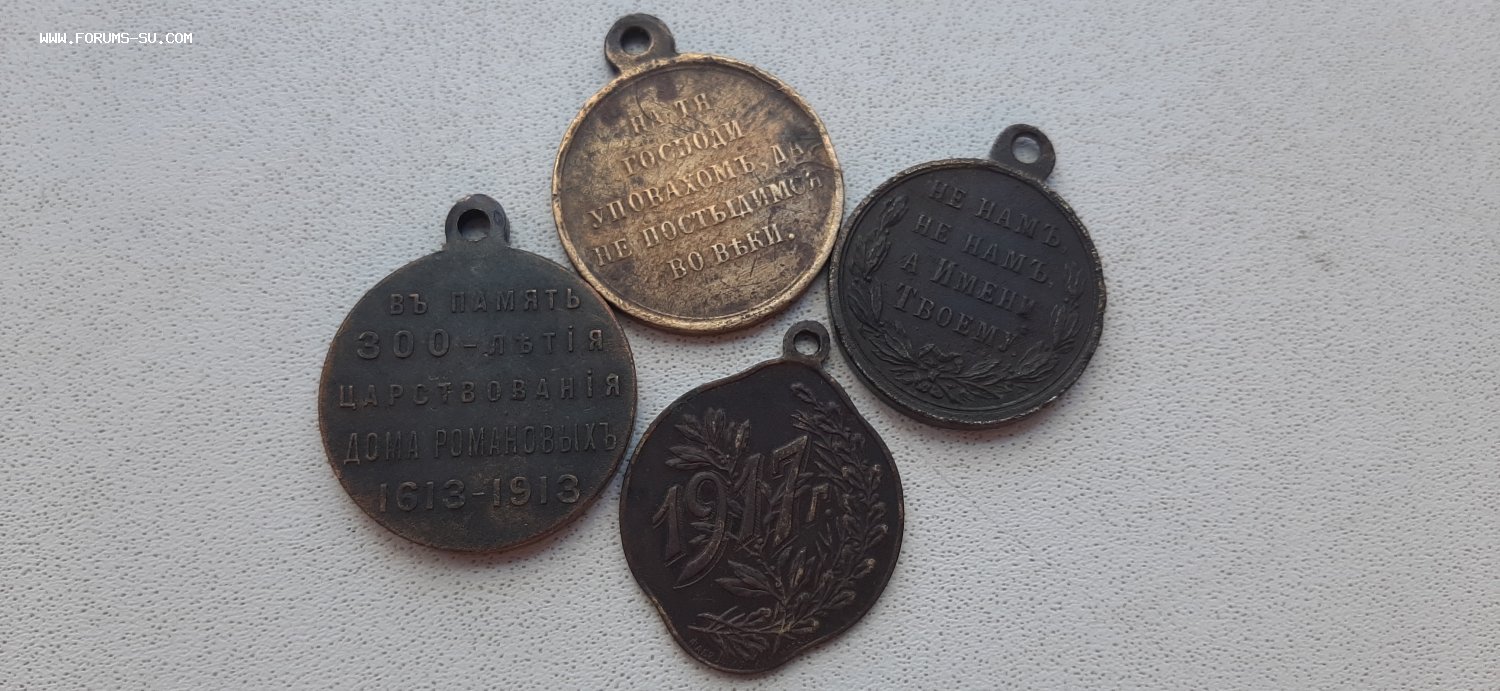 WWW.FORUMS-SU.COM
НА ТЯ
ГОСПОДИ
УПОВАХОМЪ, ДА
НЕ ПОСТЫДИМСЯ
ВО ВѢКИ.
НЕ НАМЪ,
НЕ НАМЪ,
А ИМЕНИ
ТВОЕМУ.
ВЪ ПАМЯТЬ
300-ЛѢТІЯ
ЦАРСТВОВАНІЯ
ДОМА РОМАНОВЫХЪ
1613-1913
1917 г.